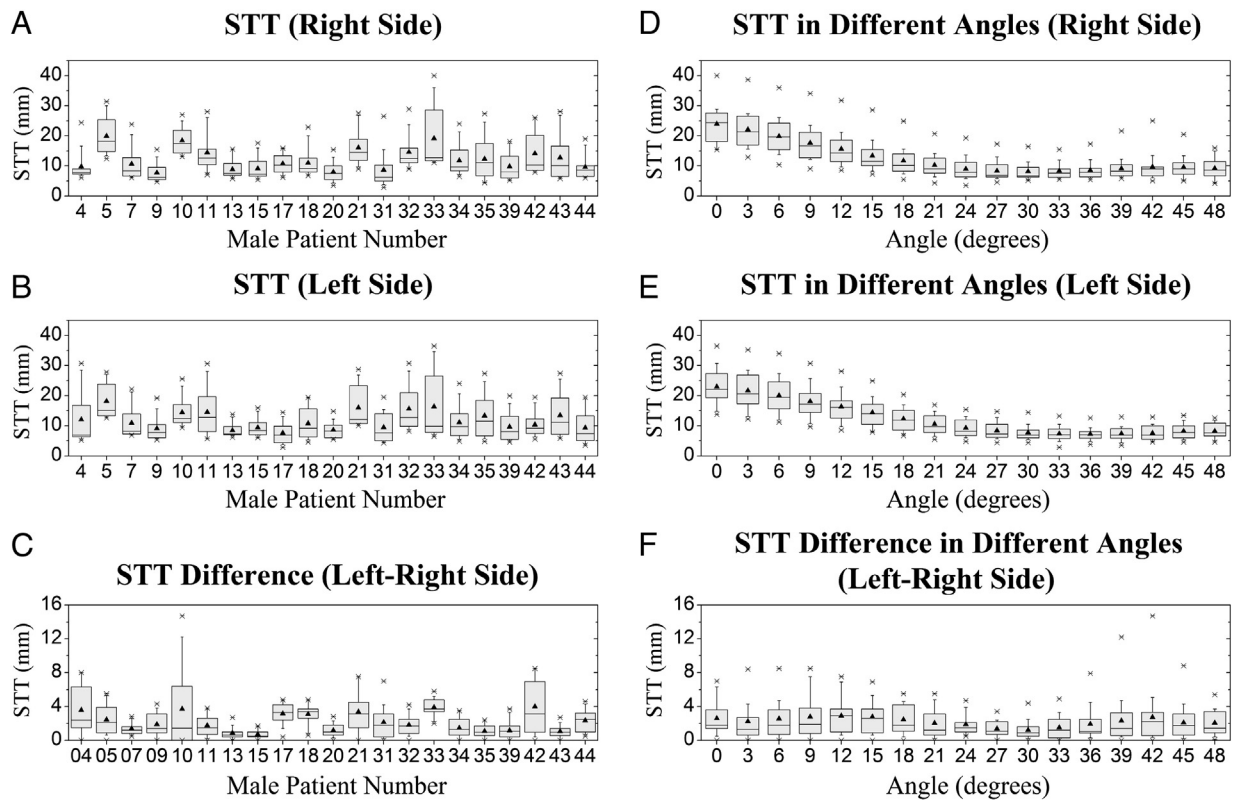 A
STT (Right Side)
STT (mm)
40
30
20
10
0
4 5 7 9 10 11 13 15 17 18 20 21 31 32 33 34 35 39 42 43 44
Male Patient Number
B
STT (Left Side)
STT (mm)
40
30
20
10
0
4 5 7 9 10 11 13 15 17 18 20 21 31 32 33 34 35 39 42 43 44
Male Patient Number
C
STT Difference (Left-Right Side)
STT (mm)
16
12
8
4
0
04 05 07 09 10 11 13 15 17 18 20 21 31 32 33 34 35 39 42 43 44
Male Patient Number
D
STT in Different Angles (Right Side)
STT (mm)
40
30
20
10
0
0 3 6 9 12 15 18 21 24 27 30 33 36 39 42 45 48
Angle (degrees)
E
STT in Different Angles (Left Side)
STT (mm)
40
30
20
10
0
0 3 6 9 12 15 18 21 24 27 30 33 36 39 42 45 48
Angle (degrees)
F
STT Difference in Different Angles
(Left-Right Side)
STT (mm)
16
12
8
4
0
0 3 6 9 12 15 18 21 24 27 30 33 36 39 42 45 48
Angle (degrees)